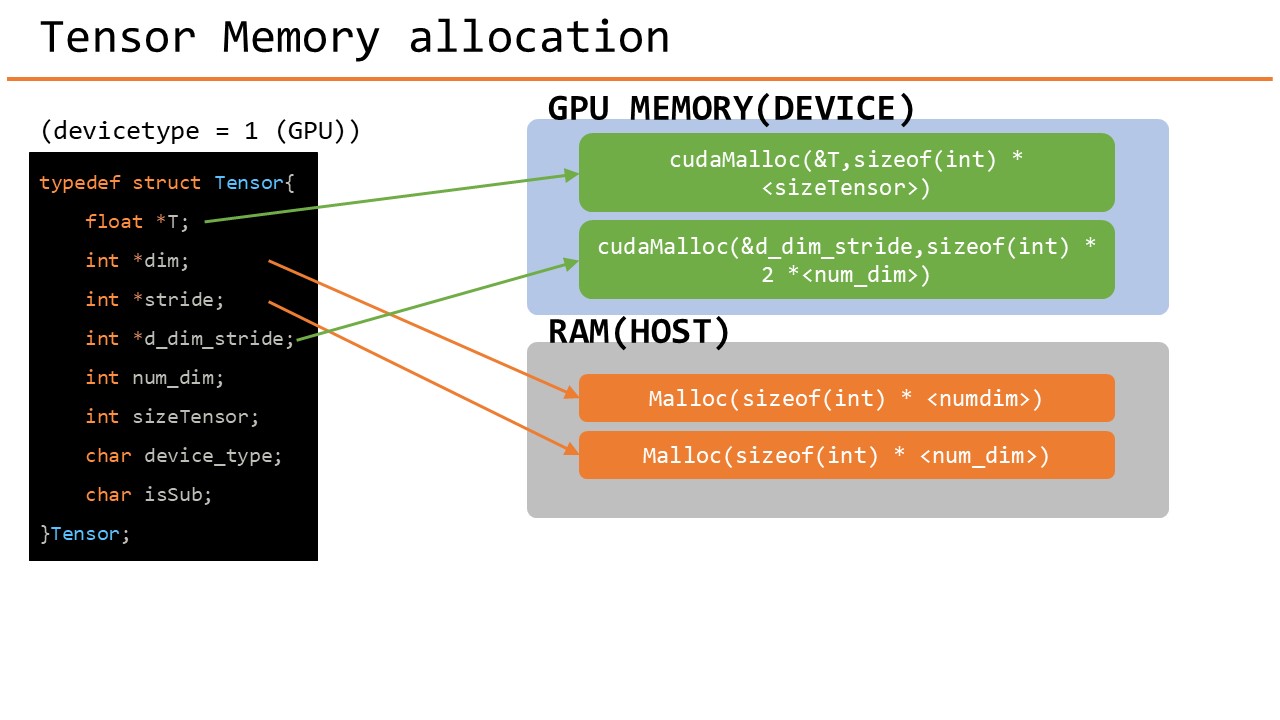 Tensor Memory allocation
(devicetype = 1 (GPU))
typedef struct Tensor{
float *T;
int *dim;
int *stride;
int *d_dim_stride;
int num_dim;
int sizeTensor;
char device_type;
char isSub;
}Tensor;
GPU MEMORY(DEVICE)
cudaMalloc(&T,sizeof(int) *
<sizeTensor>)
cudaMalloc(&d_dim_stride,sizeof(int) *
2 *<num_dim>)
RAM(HOST)
Malloc(sizeof(int) * <numdim>)
Malloc(sizeof(int) * <num_dim>)